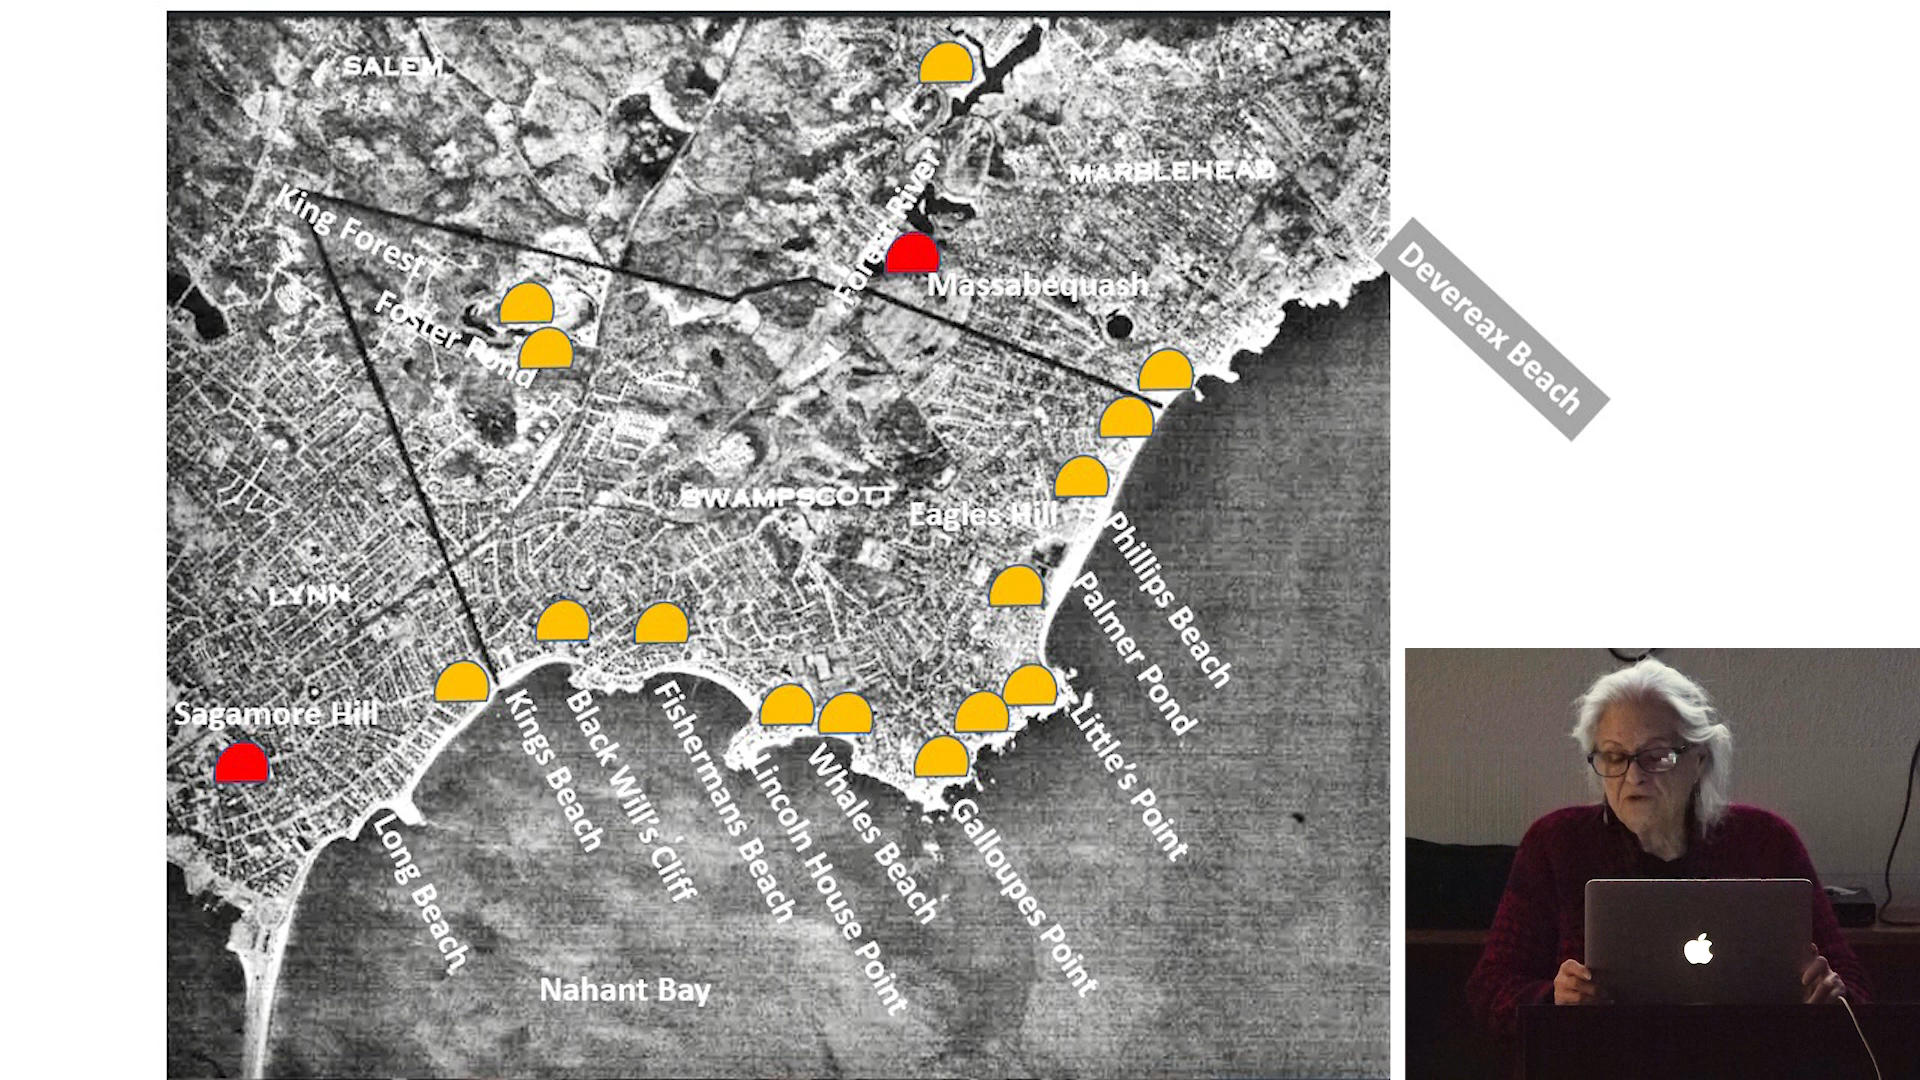 SALEM
MARBLEHEAD
Forest River
King Forest
Massabequash
Devereax Beach
Foster Pond
SWAMPSCOTT
Eagles Hill
Phillips Beach
Palmer Pond
LYNN
Sagamore Hill
Kings Beach
Black Will's Cliff
Fishermans Beach
Lincoln House Point
Whales Beach
Galloupes Point
Little's Point
Long Beach
Nahant Bay